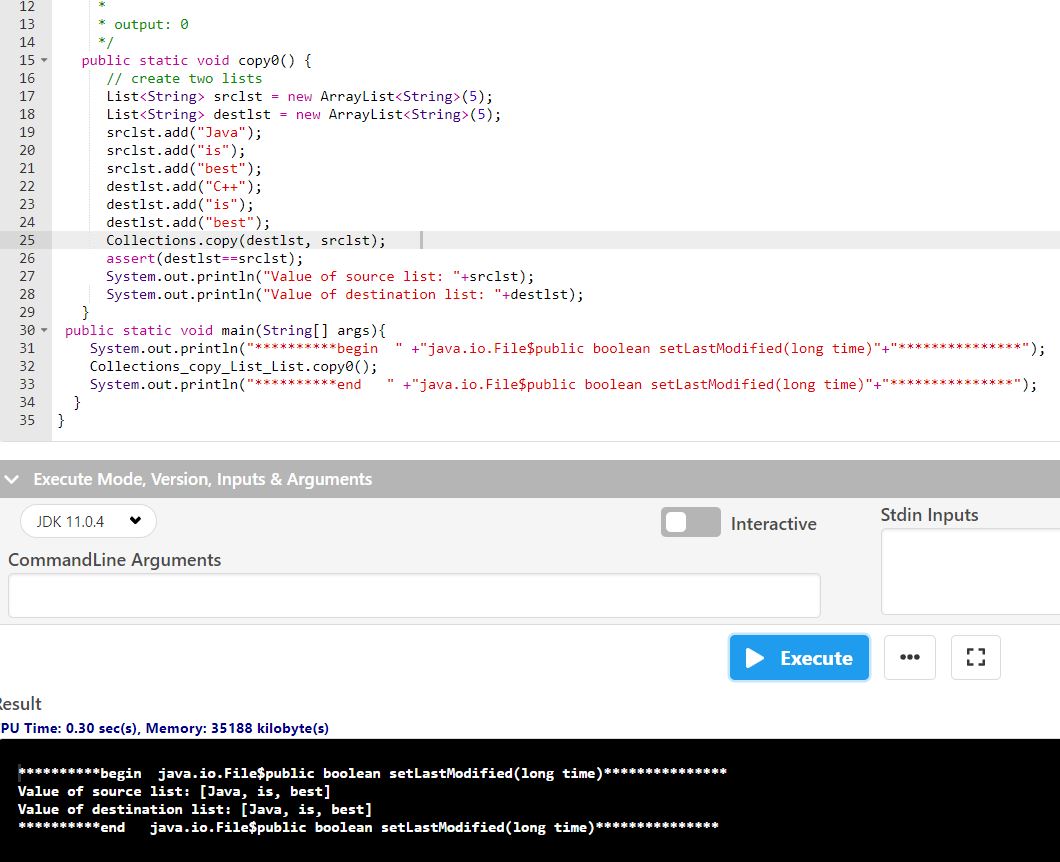 12 *
13 * output: 0
14 */
15 public static void copy0() {
16 // create two lists
17 List<String> srclst = new ArrayList<String>(5);
18 List<String> destlst = new ArrayList<String>(5);
19 srclst.add("Java");
20 srclst.add("is");
21 srclst.add("best");
22 destlst.add("C++");
23 destlst.add("is");
24 destlst.add("best");
25 Collections.copy(destlst, srclst);
26 assert(destlst==srclst);
27 System.out.println("Value of source list: "+srclst);
28 System.out.println("Value of destination list: "+destlst);
29 }
30 public static void main(String[] args){
31 System.out.println("**********begin  " +"java.io.File$public boolean setLastModified(long time)"+"***************");
32 Collections_copy_List_List.copy0();
33 System.out.println("**********end   " +"java.io.File$public boolean setLastModified(long time)"+"***************");
34 }
35 }
Execute Mode, Version, Inputs & Arguments
JDK 11.0.4
Interactive
Stdin Inputs
CommandLine Arguments
Execute
esult
PU Time: 0.30 sec(s), Memory: 35188 kilobyte(s)
**********begin  java.io.File$public boolean setLastModified(long time)***************
Value of source list: [Java, is, best]
Value of destination list: [Java, is, best]
**********end   java.io.File$public boolean setLastModified(long time)***************